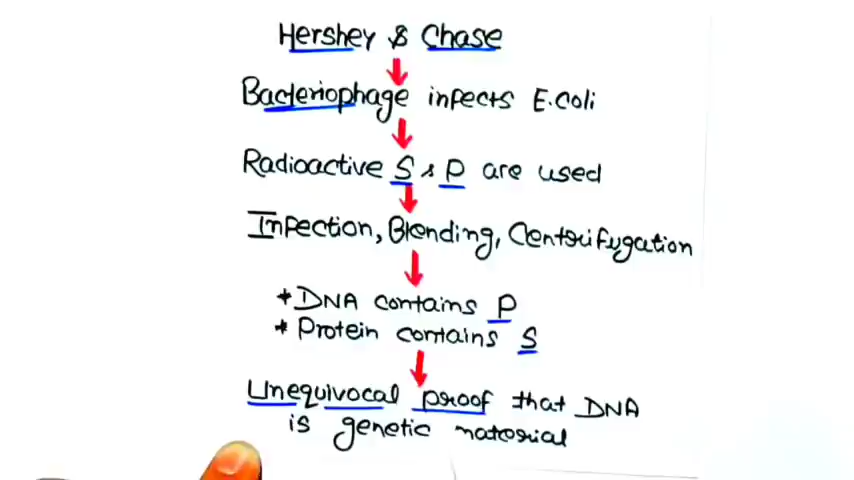 Hershey & Chase
Bacteriophage infects E.Coli
Radioactive S & P are used
Infection, Blending, Centrifugation
* DNA contains P
* Protein contains S
Unequivocal proof that DNA
is genetic material